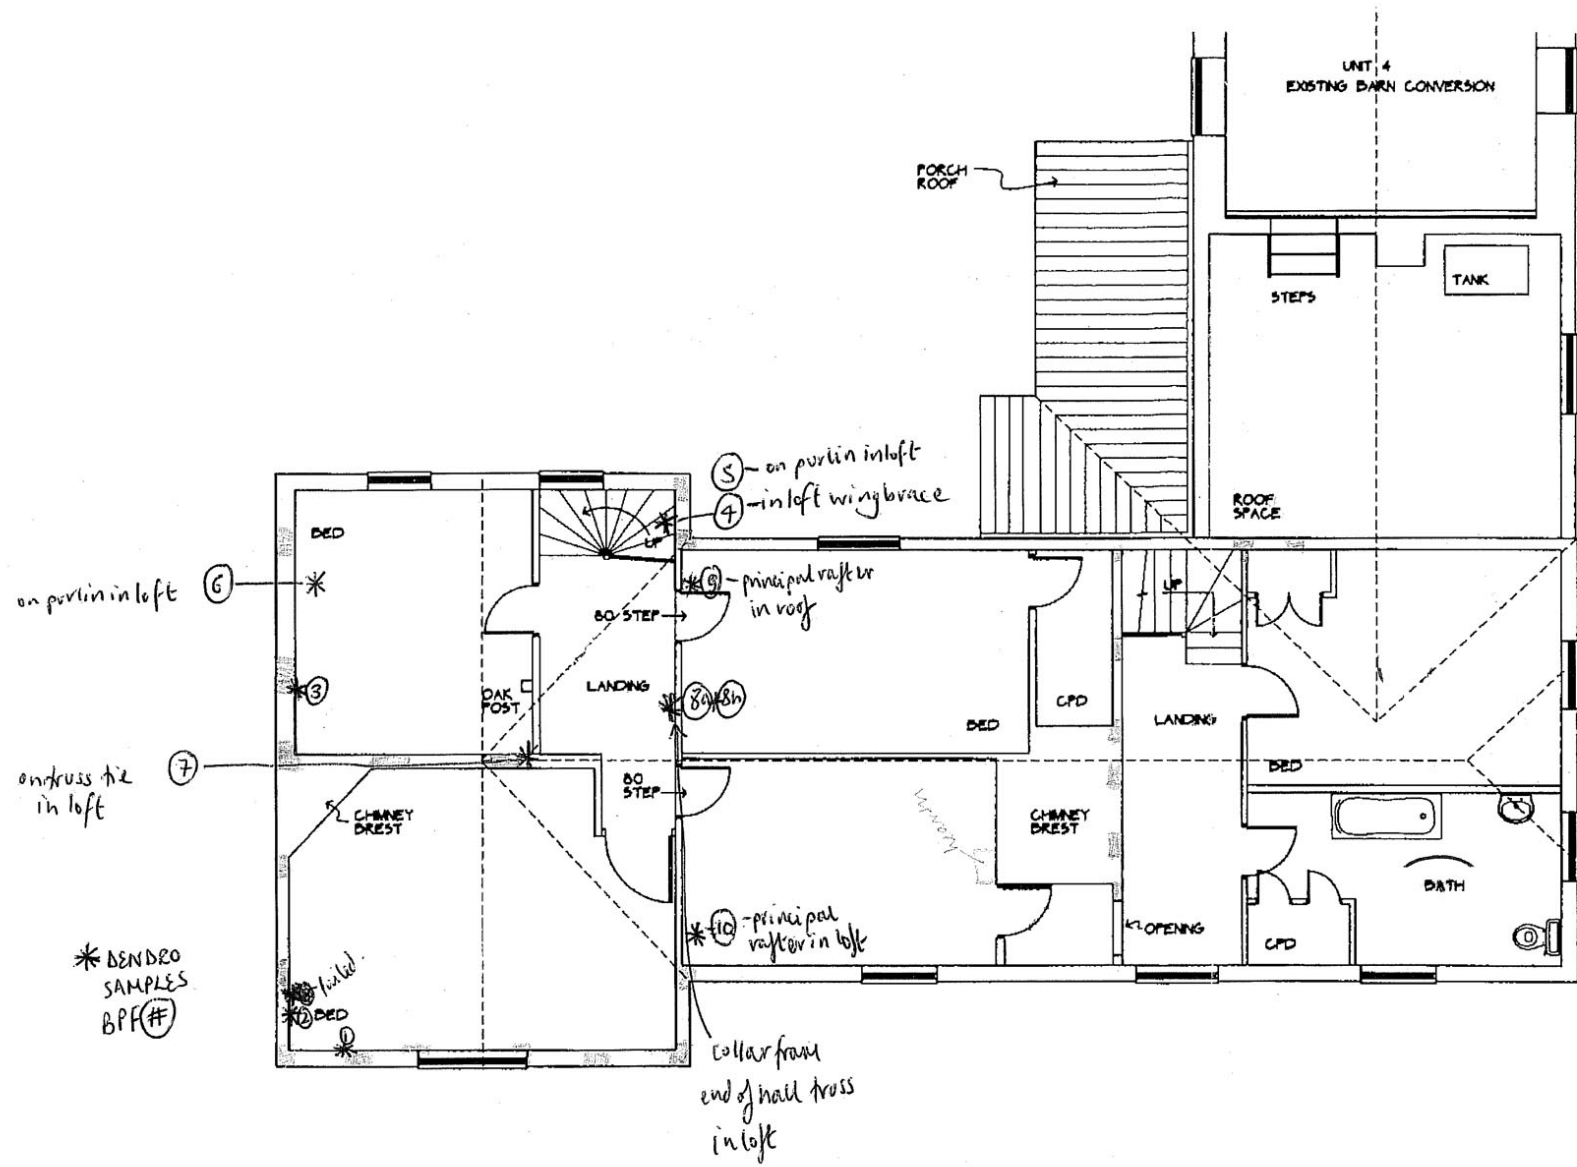 UNIT 4
EXISTING BARN CONVERSION
PORCH
ROOF
TANK
STEPS
5 - on purlin in loft
4 - in loft wing brace
ROOF
SPACE
BED
UP
on purlin in loft 6
9 - principal rafter
in roof
80 STEP
UP
3
OAK
POST
LANDING
8a 8b
BED
CPD
LANDING
BED
7
on truss tie
in loft
80
STEP
CHIMNEY
BREST
CHIMNEY
BREST
BATH
10 - principal
rafter in loft
OPENING
CPD
* DENDRO
SAMPLES
BPF #
failed.
2 BED
1
collar from
end of hall truss
in loft